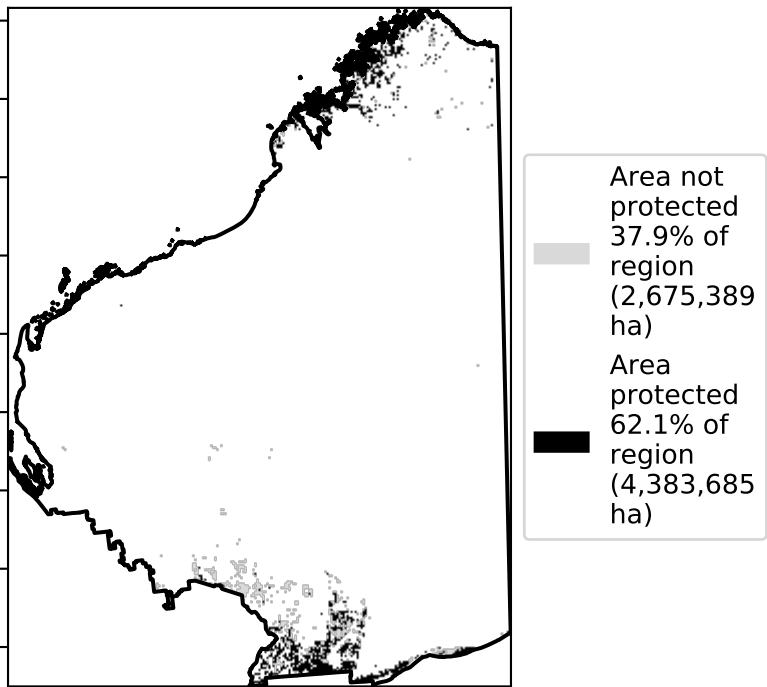 Area not
protected
37.9% of
region
(2,675,389
ha)
Area
protected
62.1% of
region
(4,383,685
ha)